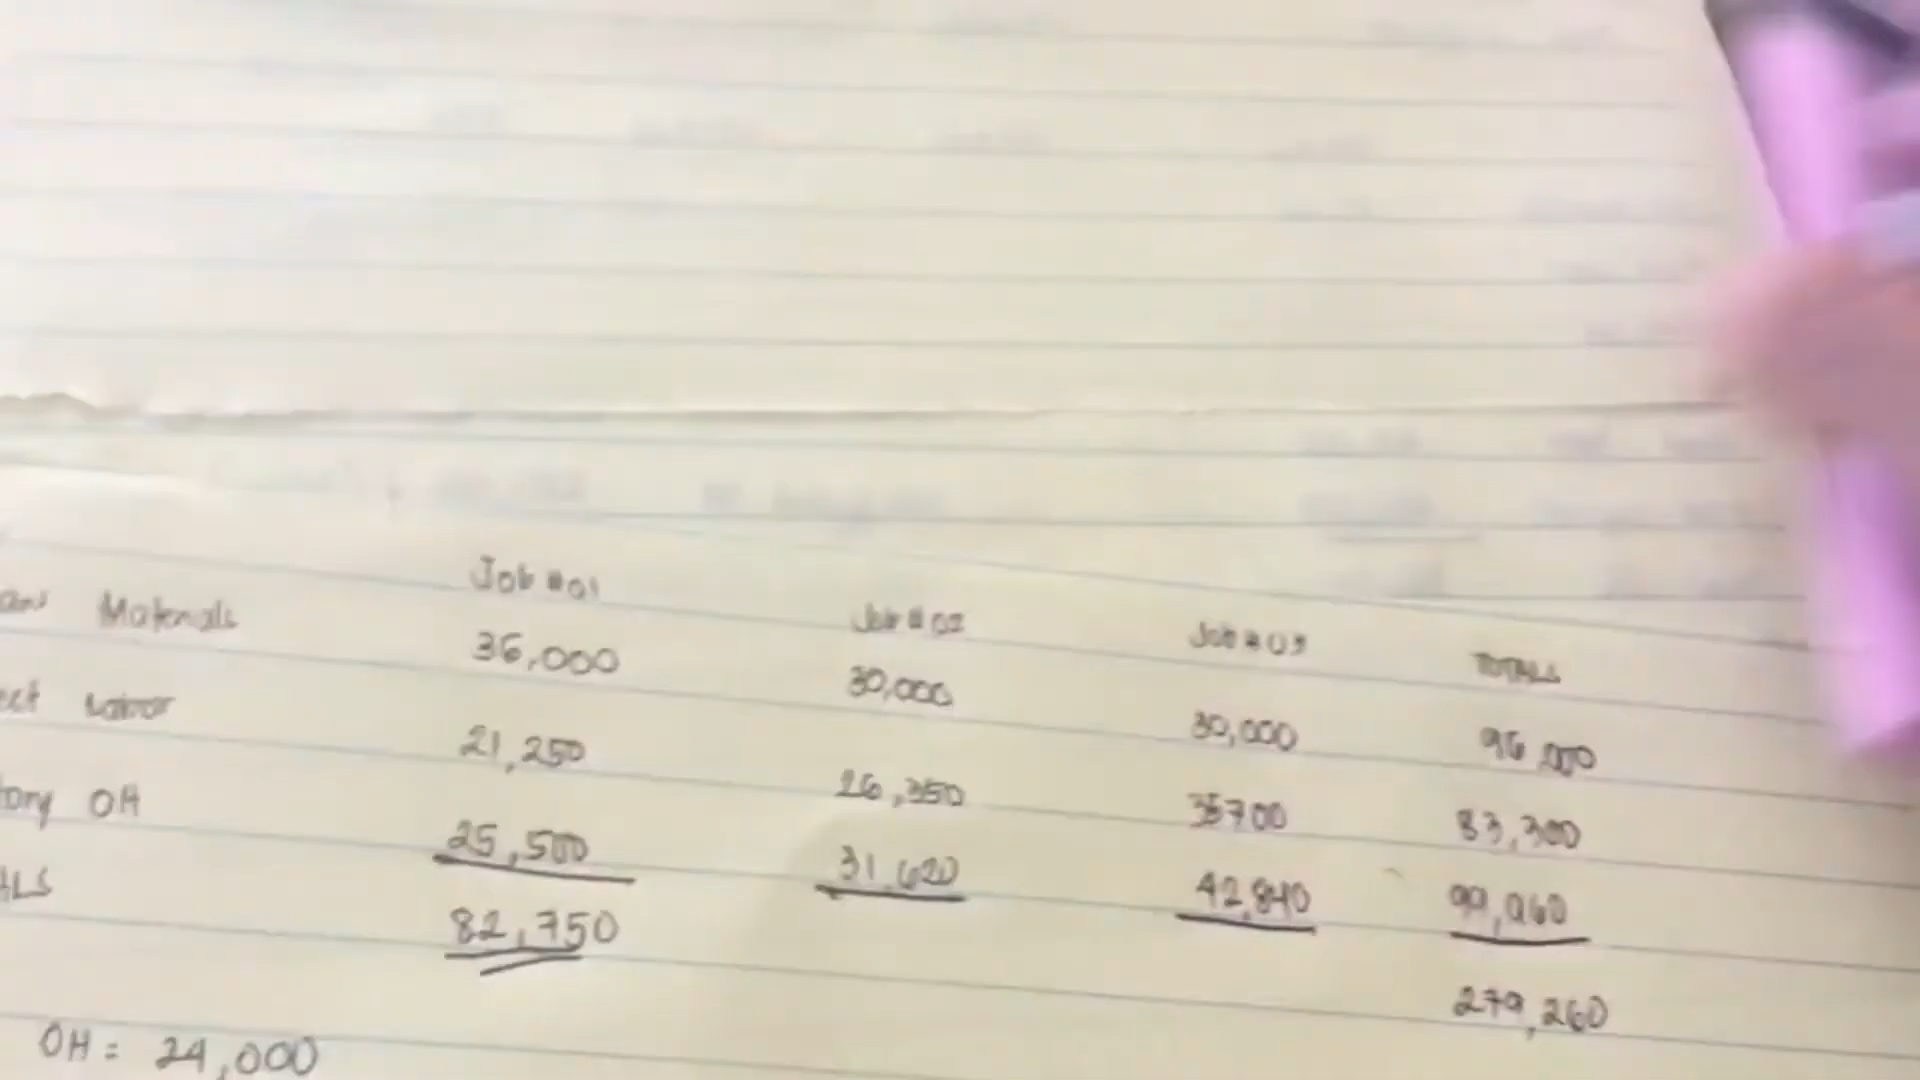 Job #01 Job #02 Job #03 TOTALS
Materials 36,000 30,000 30,000 96,000
Labor 21,250 26,350 35700 83,300
OH 25,500 31,620 42,840 99,960
82,750 279,260
OH = 24,000